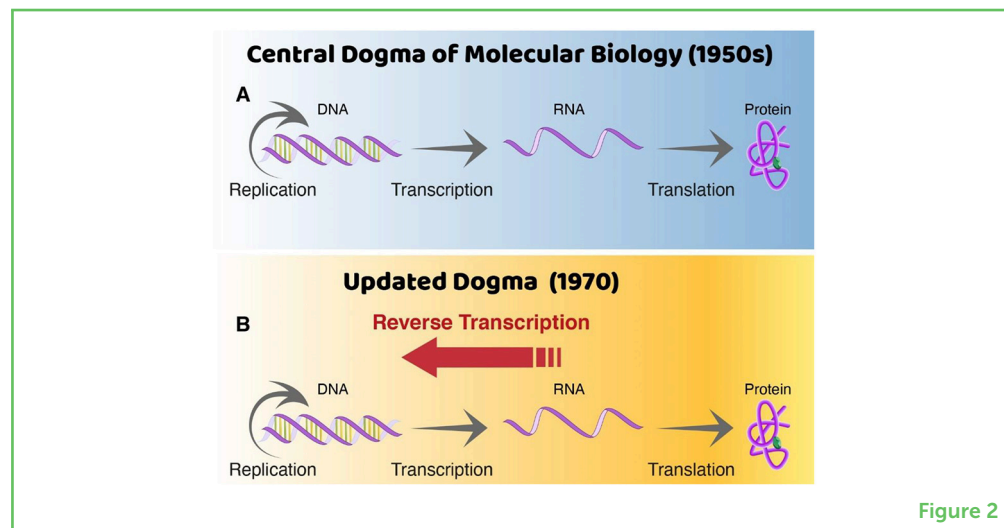 Central Dogma of Molecular Biology (1950s)
A
DNA
RNA
Protein
Replication
Transcription
Translation
Updated Dogma (1970)
B
Reverse Transcription
DNA
RNA
Protein
Replication
Transcription
Translation
Figure 2